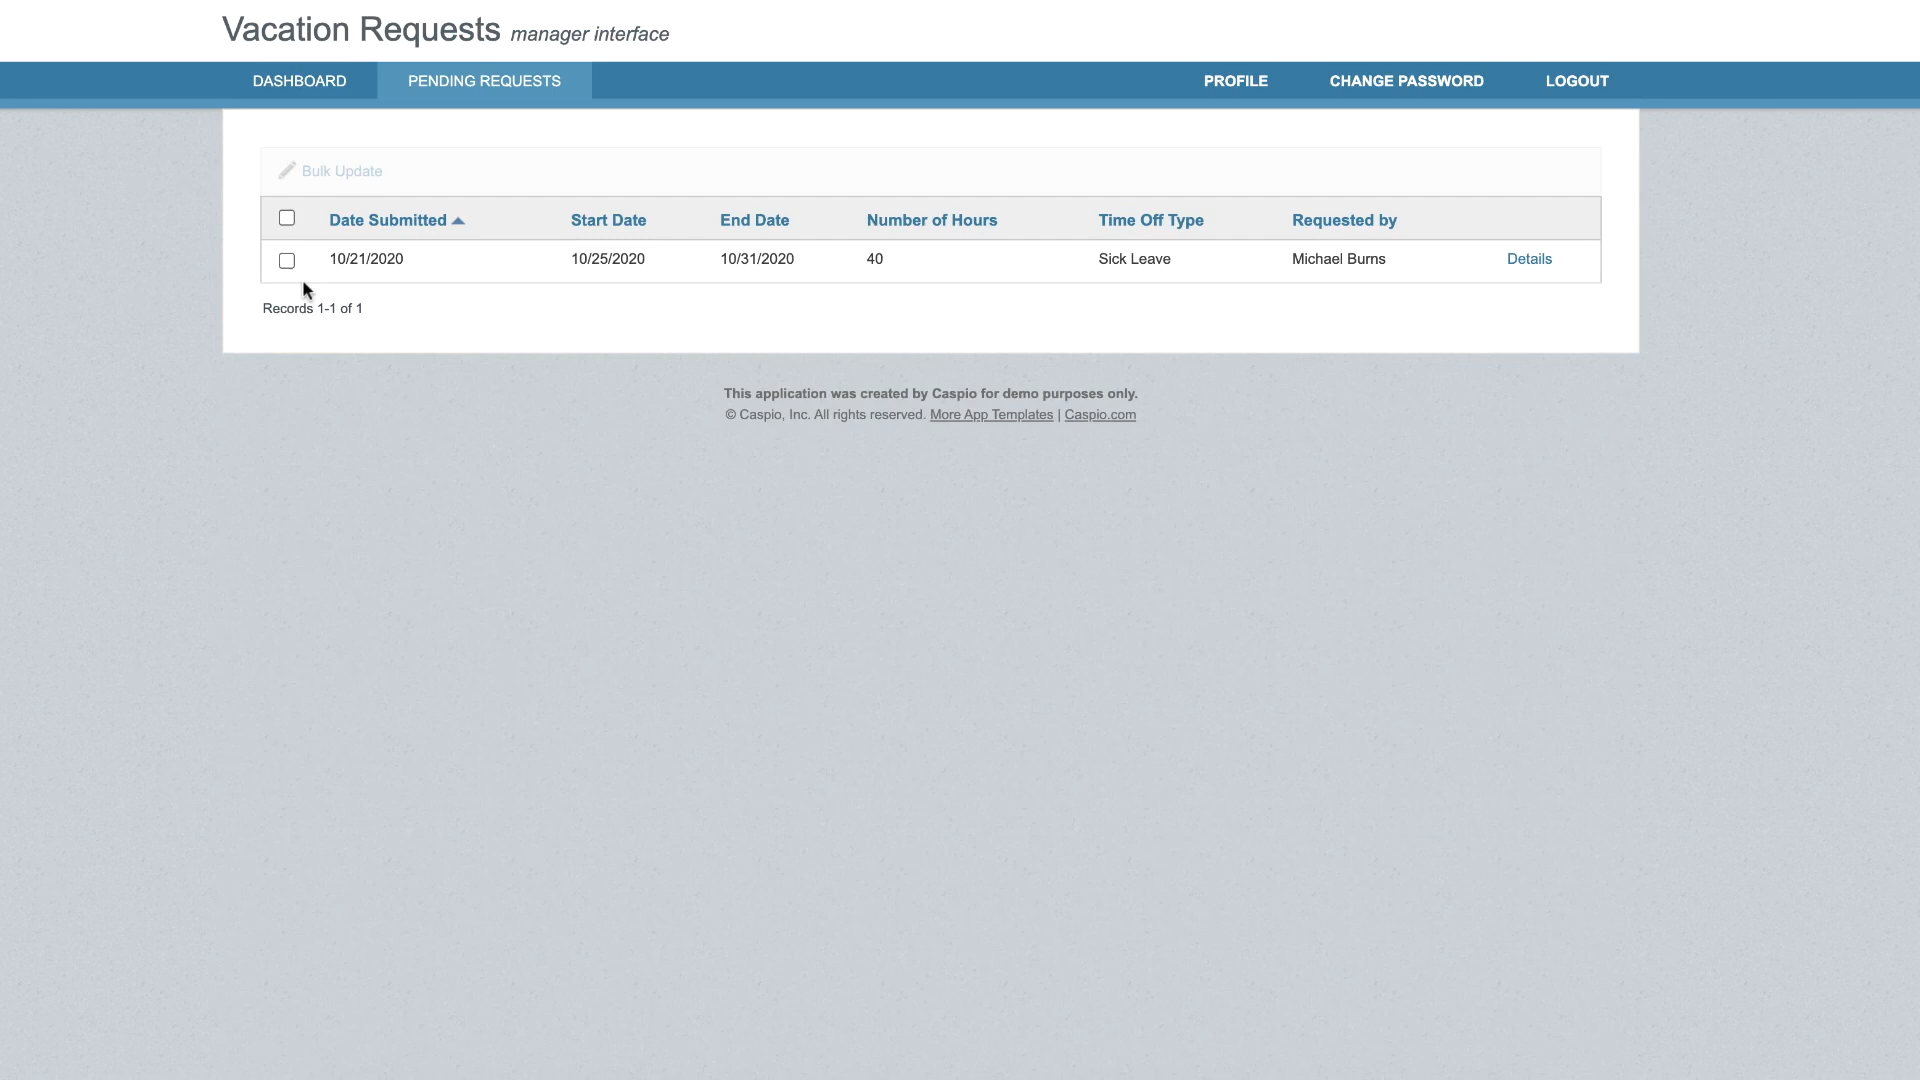 Vacation Requests manager interface
DASHBOARD PENDING REQUESTS PROFILE CHANGE PASSWORD LOGOUT
Bulk Update
Date Submitted Start Date End Date Number of Hours Time Off Type Requested by
10/21/2020 10/25/2020 10/31/2020 40 Sick Leave Michael Burns Details
Records 1-1 of 1
This application was created by Caspio for demo purposes only.
© Caspio, Inc. All rights reserved. More App Templates | Caspio.com